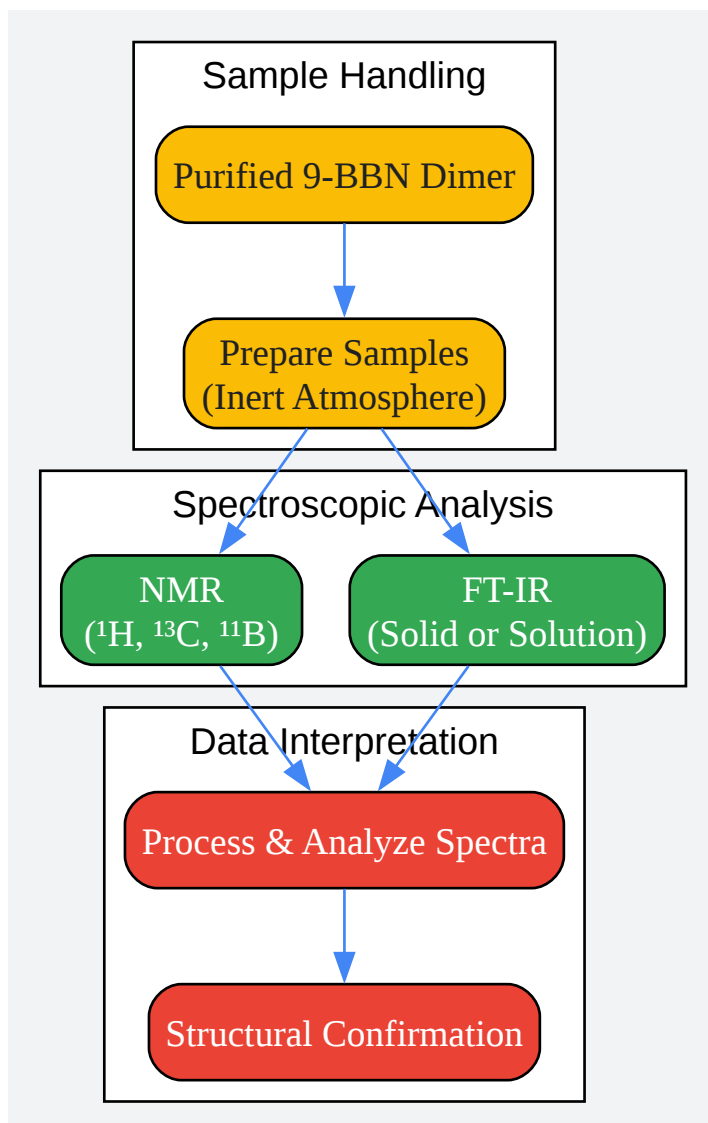 Sample Handling
Purified 9-BBN Dimer
Prepare Samples
(Inert Atmosphere)
Spectroscopic Analysis
NMR
(¹H, ¹³C, ¹¹B)
FT-IR
(Solid or Solution)
Data Interpretation
Process & Analyze Spectra
Structural Confirmation